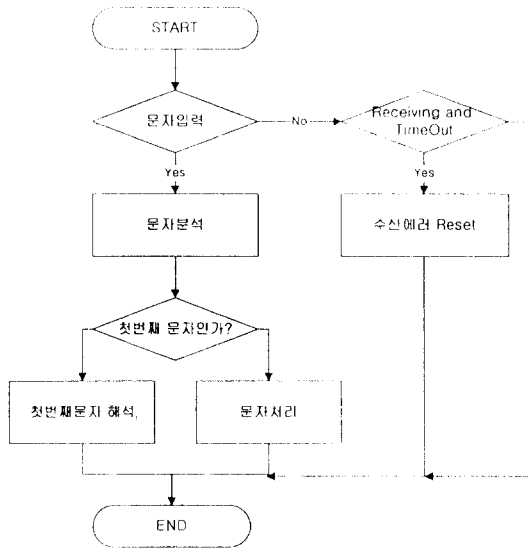 START
문자입력
No
Receiving and
TimeOut
Yes
Yes
문자분석
수신에러 Reset
첫번째 문자인가?
첫번째문자 해석,
문자처리
END